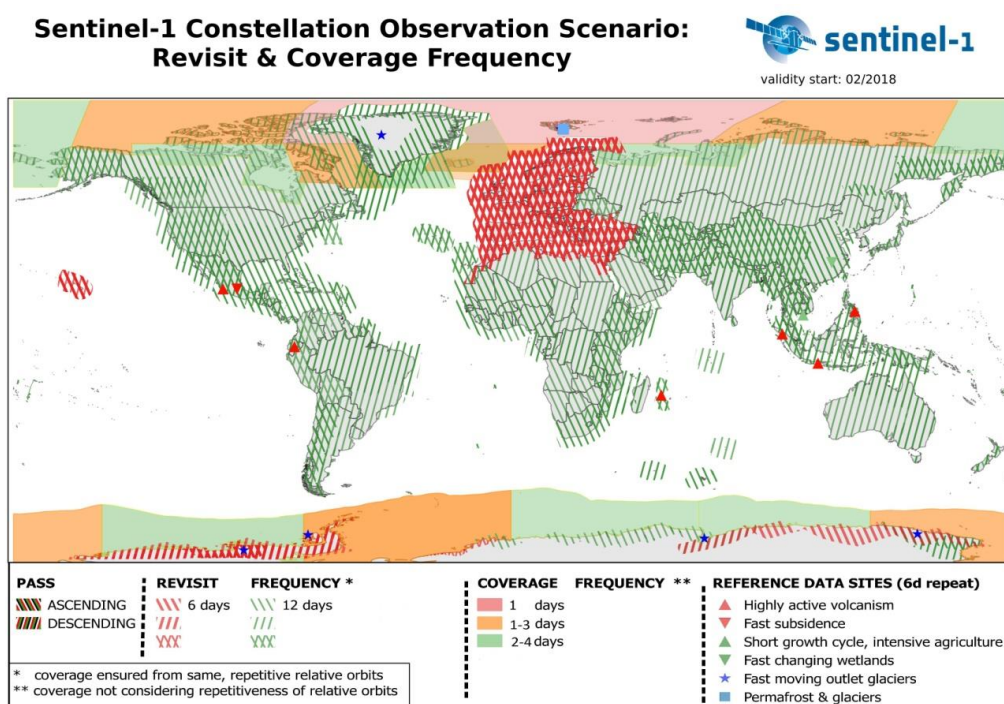 Sentinel-1 Constellation Observation Scenario:
Revisit & Coverage Frequency
sentinel-1
validity start: 02/2018
PASS
ASCENDING
DESCENDING
REVISIT FREQUENCY *
6 days 12 days
COVERAGE FREQUENCY **
1 days
1-3 days
2-4 days
REFERENCE DATA SITES (6d repeat)
Highly active volcanism
Fast subsidence
Short growth cycle, intensive agriculture
Fast changing wetlands
Fast moving outlet glaciers
Permafrost & glaciers
* coverage ensured from same, repetitive relative orbits
** coverage not considering repetitiveness of relative orbits